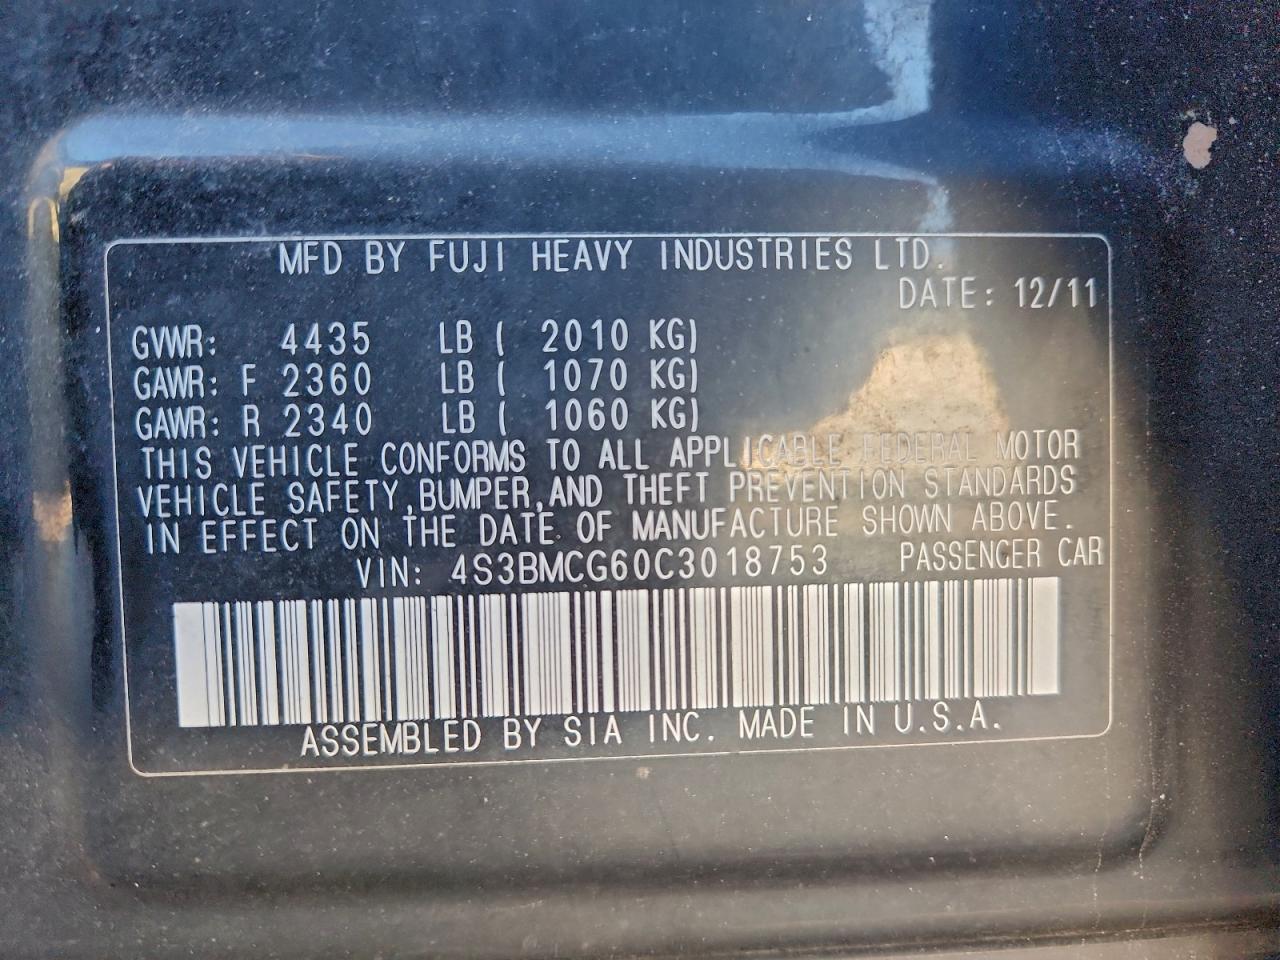 MFD BY FUJI HEAVY INDUSTRIES LTD.
DATE: 12/11
GVWR: 4435 LB ( 2010 KG)
GAWR: F 2360 LB ( 1070 KG)
GAWR: R 2340 LB ( 1060 KG)
THIS VEHICLE CONFORMS TO ALL APPLICABLE FEDERAL MOTOR
VEHICLE SAFETY,BUMPER,AND THEFT PREVENTION STANDARDS
IN EFFECT ON THE DATE OF MANUFACTURE SHOWN ABOVE.
VIN: 4S3BMCG60C3018753 PASSENGER CAR
ASSEMBLED BY SIA INC. MADE IN U.S.A.